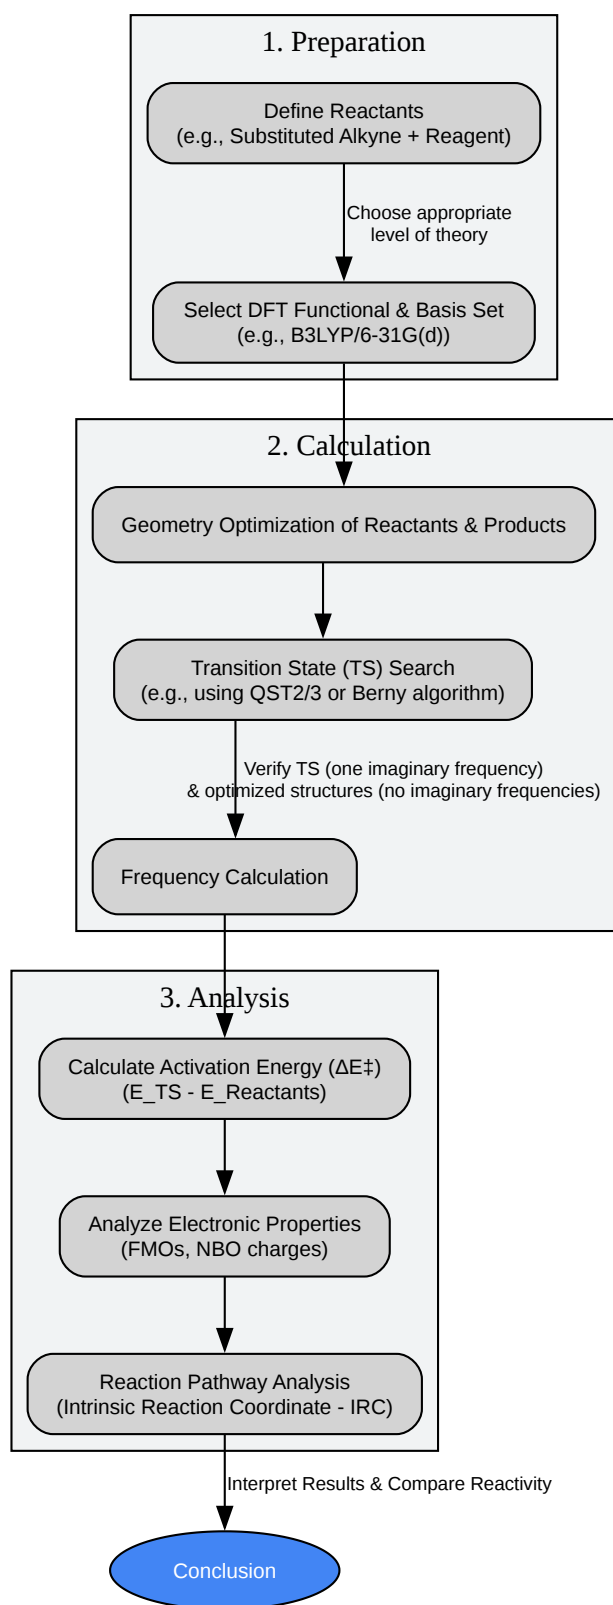 1. Preparation
Define Reactants
(e.g., Substituted Alkyne + Reagent)
Choose appropriate
level of theory
Select DFT Functional & Basis Set
(e.g., B3LYP/6-31G(d))
2. Calculation
Geometry Optimization of Reactants & Products
Transition State (TS) Search
(e.g., using QST2/3 or Berny algorithm)
Verify TS (one imaginary frequency)
& optimized structures (no imaginary frequencies)
Frequency Calculation
3. Analysis
Calculate Activation Energy (ΔE‡)
(E_TS - E_Reactants)
Analyze Electronic Properties
(FMOs, NBO charges)
Reaction Pathway Analysis
(Intrinsic Reaction Coordinate - IRC)
Interpret Results & Compare Reactivity
Conclusion